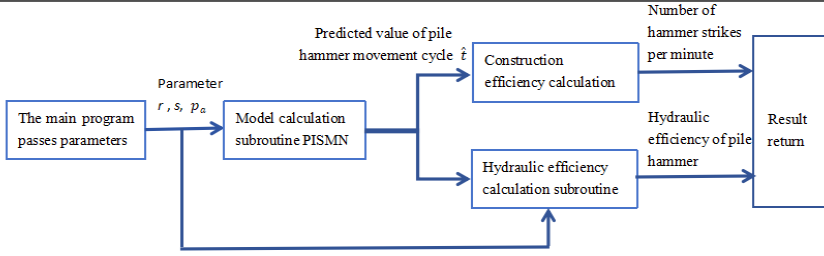 The main program
passes parameters
Parameter
r , s, pₐ
Model calculation
subroutine PISMN
Predicted value of pile
hammer movement cycle t̂
Construction
efficiency calculation
Hydraulic efficiency
calculation subroutine
Number of
hammer strikes
per minute
Hydraulic
efficiency of pile
hammer
Result
return